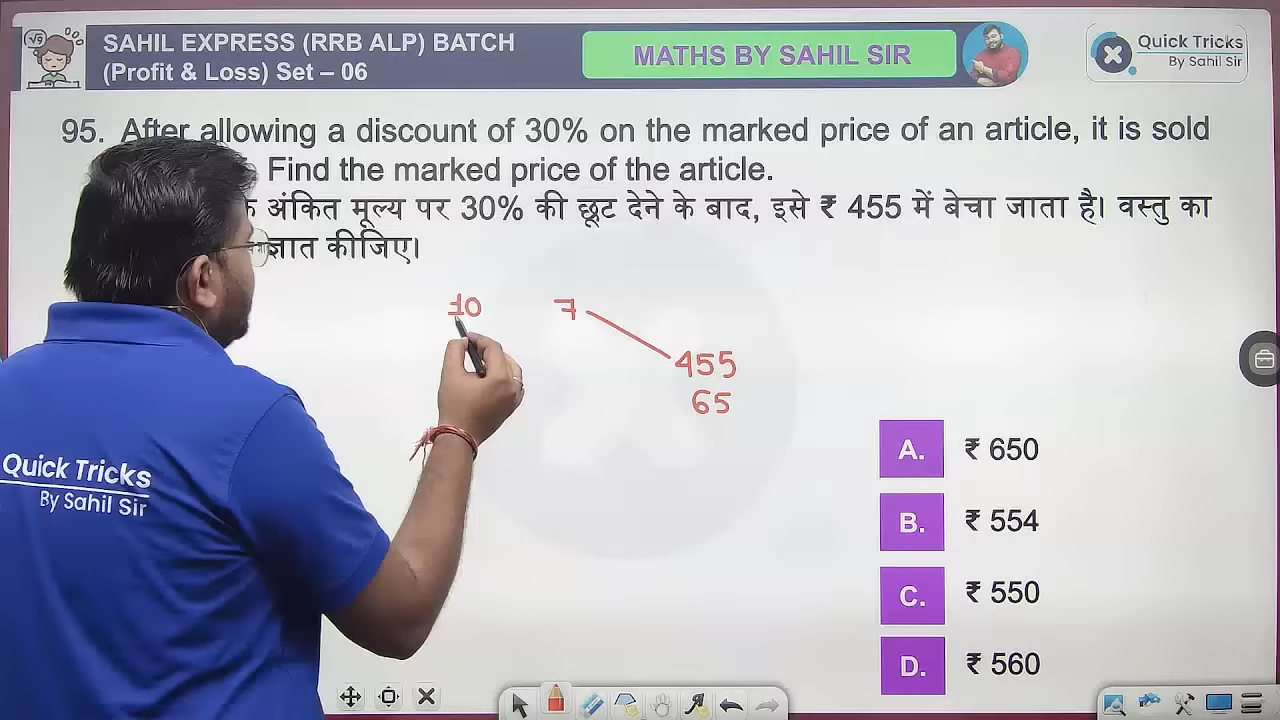 SAHIL EXPRESS (RRB ALP) BATCH
(Profit & Loss) Set – 06
MATHS BY SAHIL SIR
Quick Tricks
By Sahil Sir
95. After allowing a discount of 30% on the marked price of an article, it is sold
Find the marked price of the article.
अंकित मूल्य पर 30% की छूट देने के बाद, इसे ₹ 455 में बेचा जाता है। वस्तु का
ज्ञात कीजिए।
10 7
455
65
A. ₹ 650
B. ₹ 554
C. ₹ 550
D. ₹ 560
Quick Tricks
By Sahil Sir